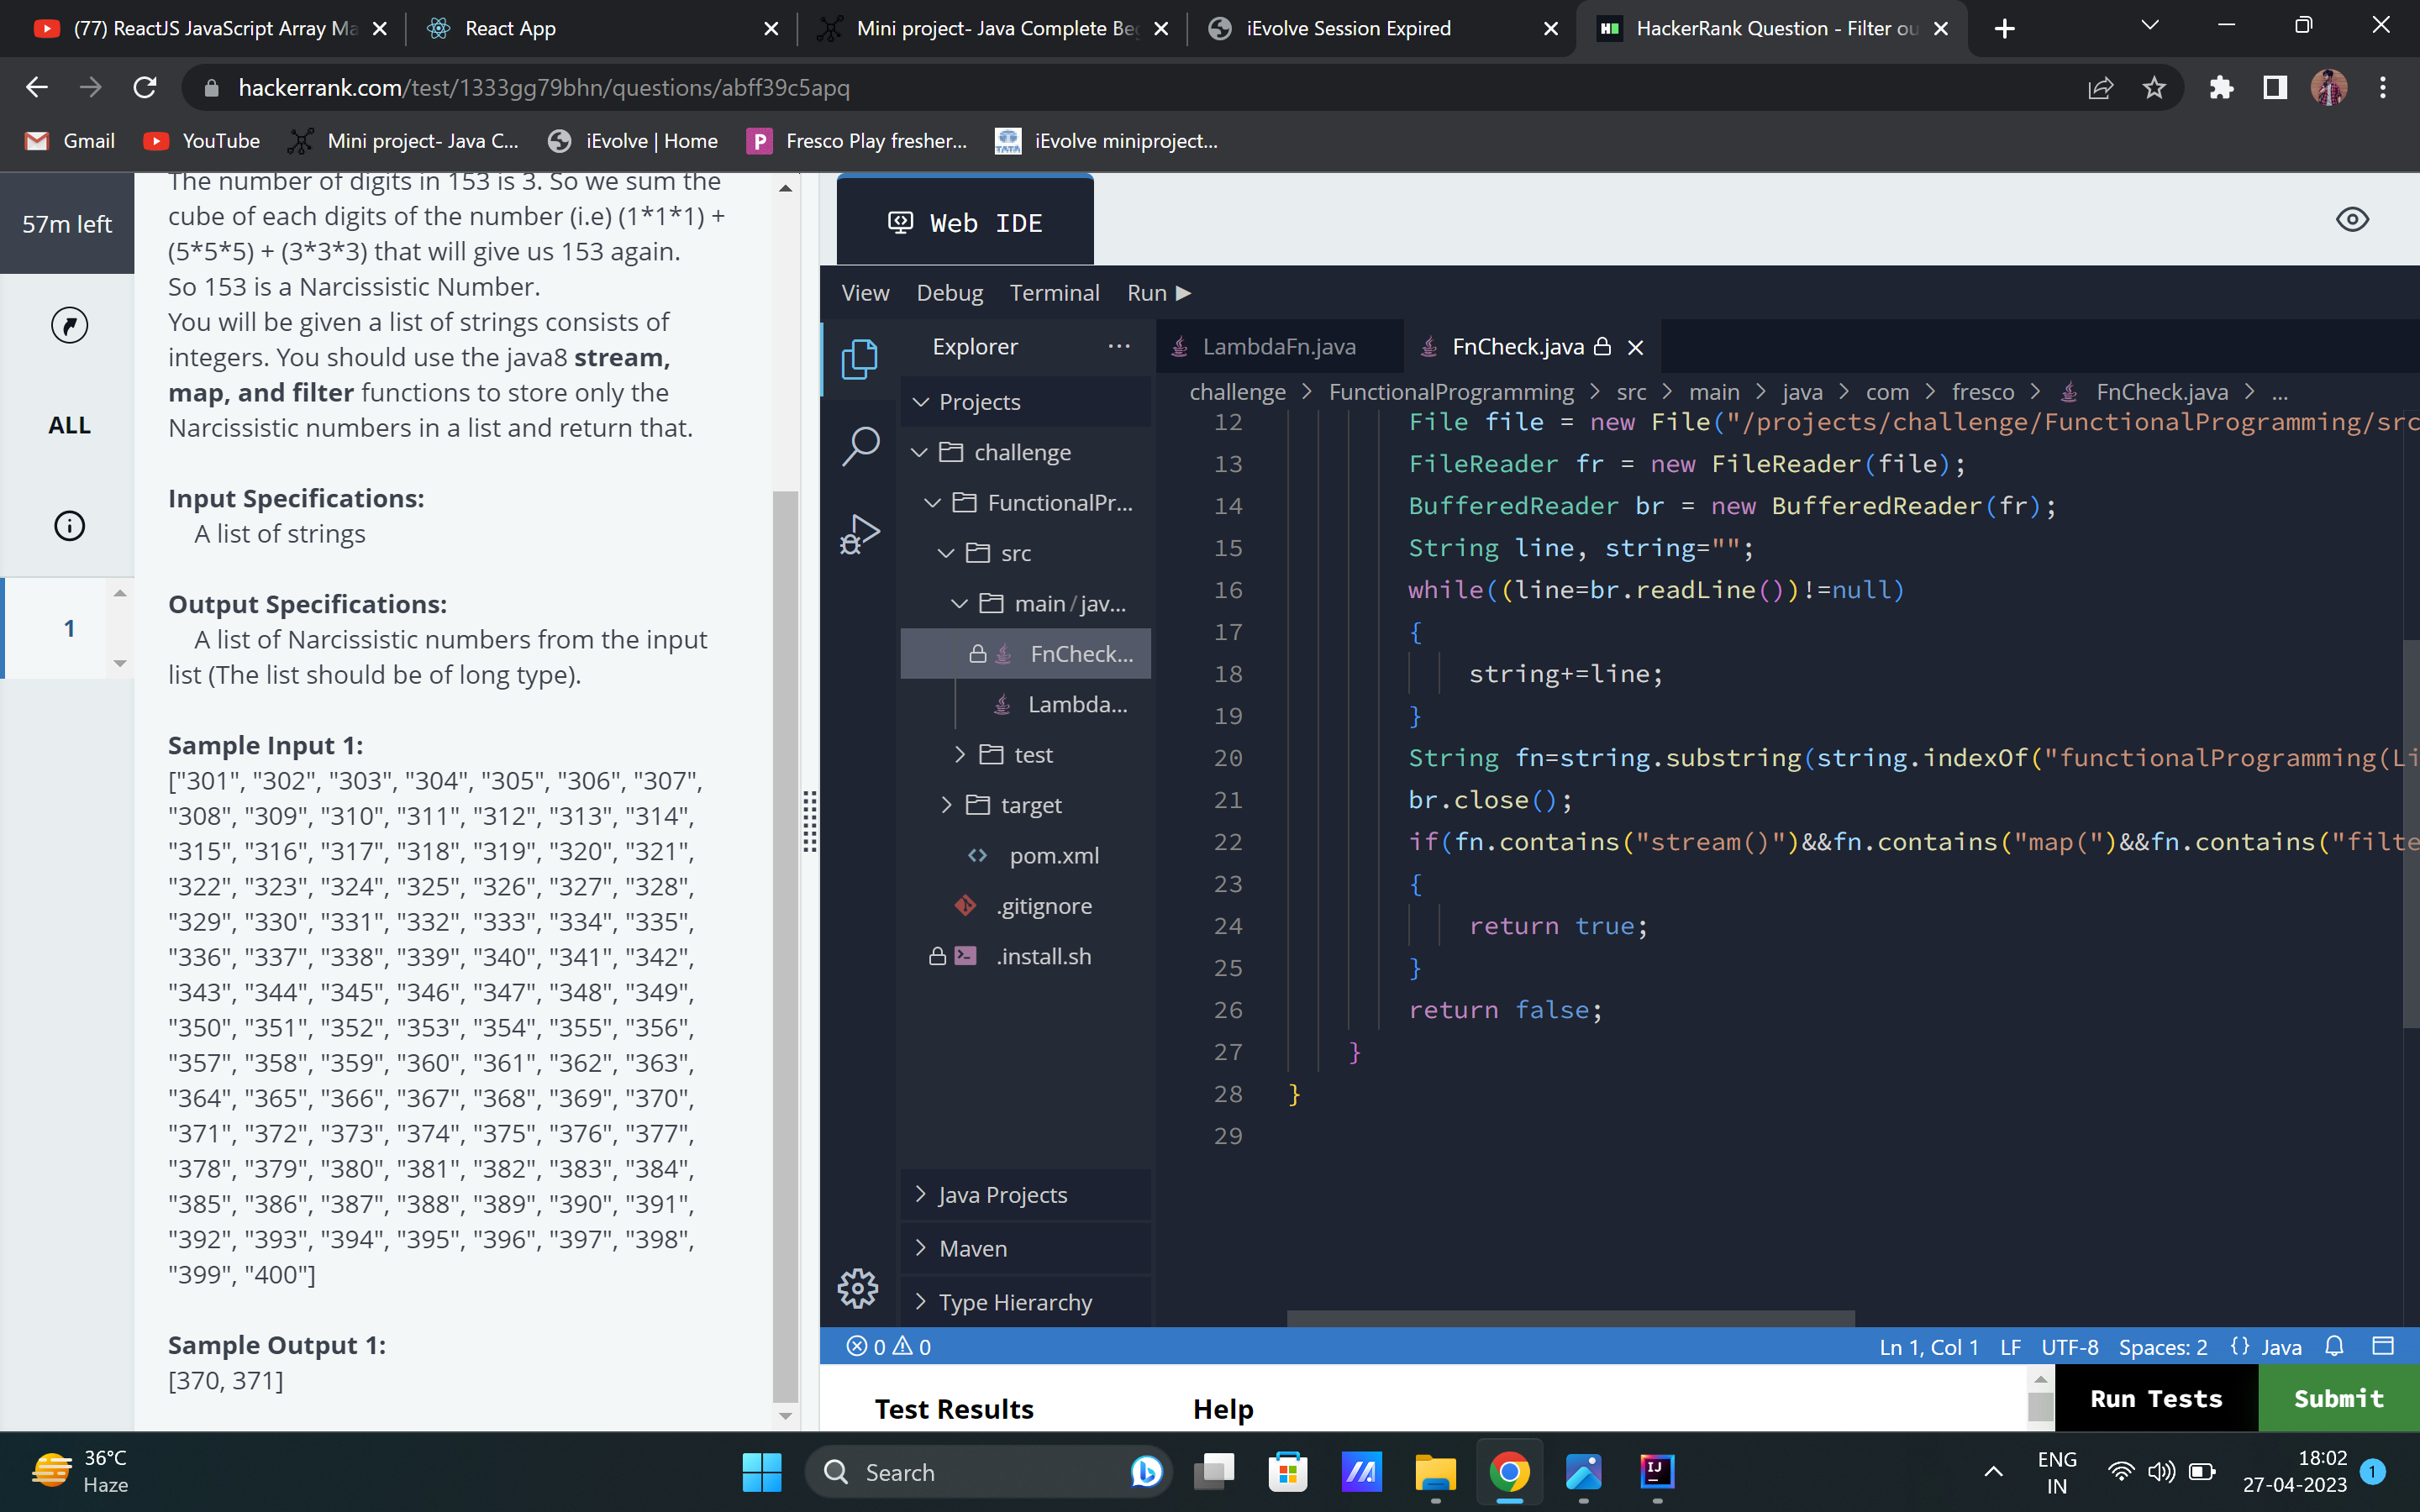 (77) ReactJS JavaScript Array Ma
React App
Mini project- Java Complete Be
iEvolve Session Expired
HackerRank Question - Filter ou
hackerrank.com/test/1333gg79bhn/questions/abff39c5apq
Gmail
YouTube
Mini project- Java C...
iEvolve | Home
Fresco Play fresher...
iEvolve miniproject...
57m left
ALL
1
The number of digits in 153 is 3. So we sum the
cube of each digits of the number (i.e) (1*1*1) +
(5*5*5) + (3*3*3) that will give us 153 again.
So 153 is a Narcissistic Number.
You will be given a list of strings consists of
integers. You should use the java8 stream,
map, and filter functions to store only the
Narcissistic numbers in a list and return that.
Input Specifications:
A list of strings
Output Specifications:
A list of Narcissistic numbers from the input
list (The list should be of long type).
Sample Input 1:
["301", "302", "303", "304", "305", "306", "307",
"308", "309", "310", "311", "312", "313", "314",
"315", "316", "317", "318", "319", "320", "321",
"322", "323", "324", "325", "326", "327", "328",
"329", "330", "331", "332", "333", "334", "335",
"336", "337", "338", "339", "340", "341", "342",
"343", "344", "345", "346", "347", "348", "349",
"350", "351", "352", "353", "354", "355", "356",
"357", "358", "359", "360", "361", "362", "363",
"364", "365", "366", "367", "368", "369", "370",
"371", "372", "373", "374", "375", "376", "377",
"378", "379", "380", "381", "382", "383", "384",
"385", "386", "387", "388", "389", "390", "391",
"392", "393", "394", "395", "396", "397", "398",
"399", "400"]
Sample Output 1:
[370, 371]
Web IDE
View Debug Terminal Run
Explorer
Projects
challenge
FunctionalPr...
src
main/jav...
FnCheck...
Lambda...
test
target
pom.xml
.gitignore
.install.sh
Java Projects
Maven
Type Hierarchy
LambdaFn.java
FnCheck.java
challenge > FunctionalProgramming > src > main > java > com > fresco > FnCheck.java > ...
12 File file = new File("/projects/challenge/FunctionalProgramming/src
13 FileReader fr = new FileReader(file);
14 BufferedReader br = new BufferedReader(fr);
15 String line, string="";
16 while((line=br.readLine())!=null)
17 {
18 string+=line;
19 }
20 String fn=string.substring(string.indexOf("functionalProgramming(Li
21 br.close();
22 if(fn.contains("stream()")&&fn.contains("map(")&&fn.contains("filte
23 {
24 return true;
25 }
26 return false;
27 }
28 }
29
0 0
Ln 1, Col 1 LF UTF-8 Spaces: 2 {} Java
Test Results
Help
Run Tests
Submit
36°C
Haze
Search
ENG
IN
18:02
27-04-2023
1